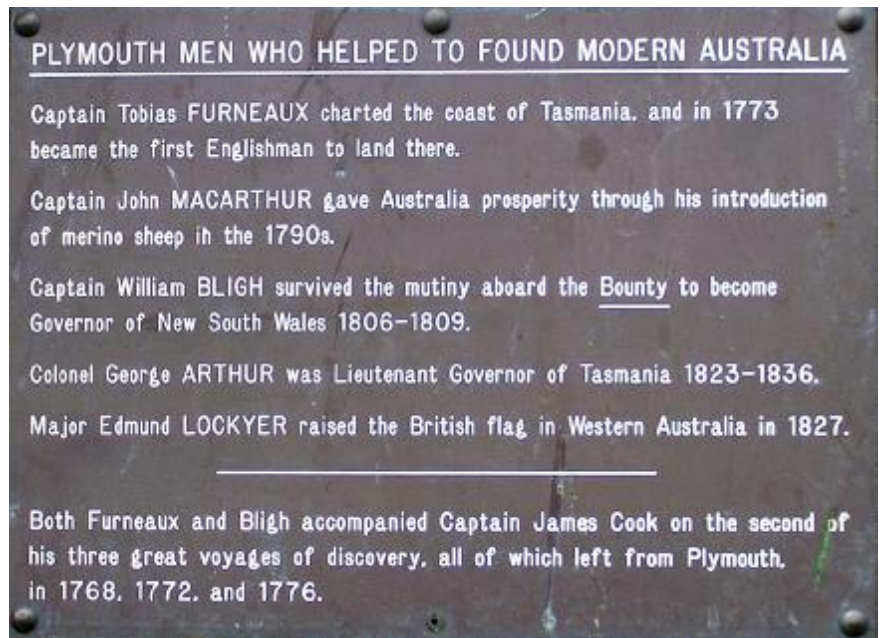 PLYMOUTH MEN WHO HELPED TO FOUND MODERN AUSTRALIA
Captain Tobias FURNEAUX charted the coast of Tasmania. and in 1773
became the first Englishman to land there.
Captain John MACARTHUR gave Australia prosperity through his introduction
of merino sheep in the 1790s.
Captain William BLIGH survived the mutiny aboard the Bounty to become
Governor of New South Wales 1806-1809.
Colonel George ARTHUR was Lieutenant Governor of Tasmania 1823-1836.
Major Edmund LOCKYER raised the British flag in Western Australia in 1827.
Both Furneaux and Bligh accompanied Captain James Cook on the second of
his three great voyages of discovery, all of which left from Plymouth,
in 1768, 1772, and 1776.